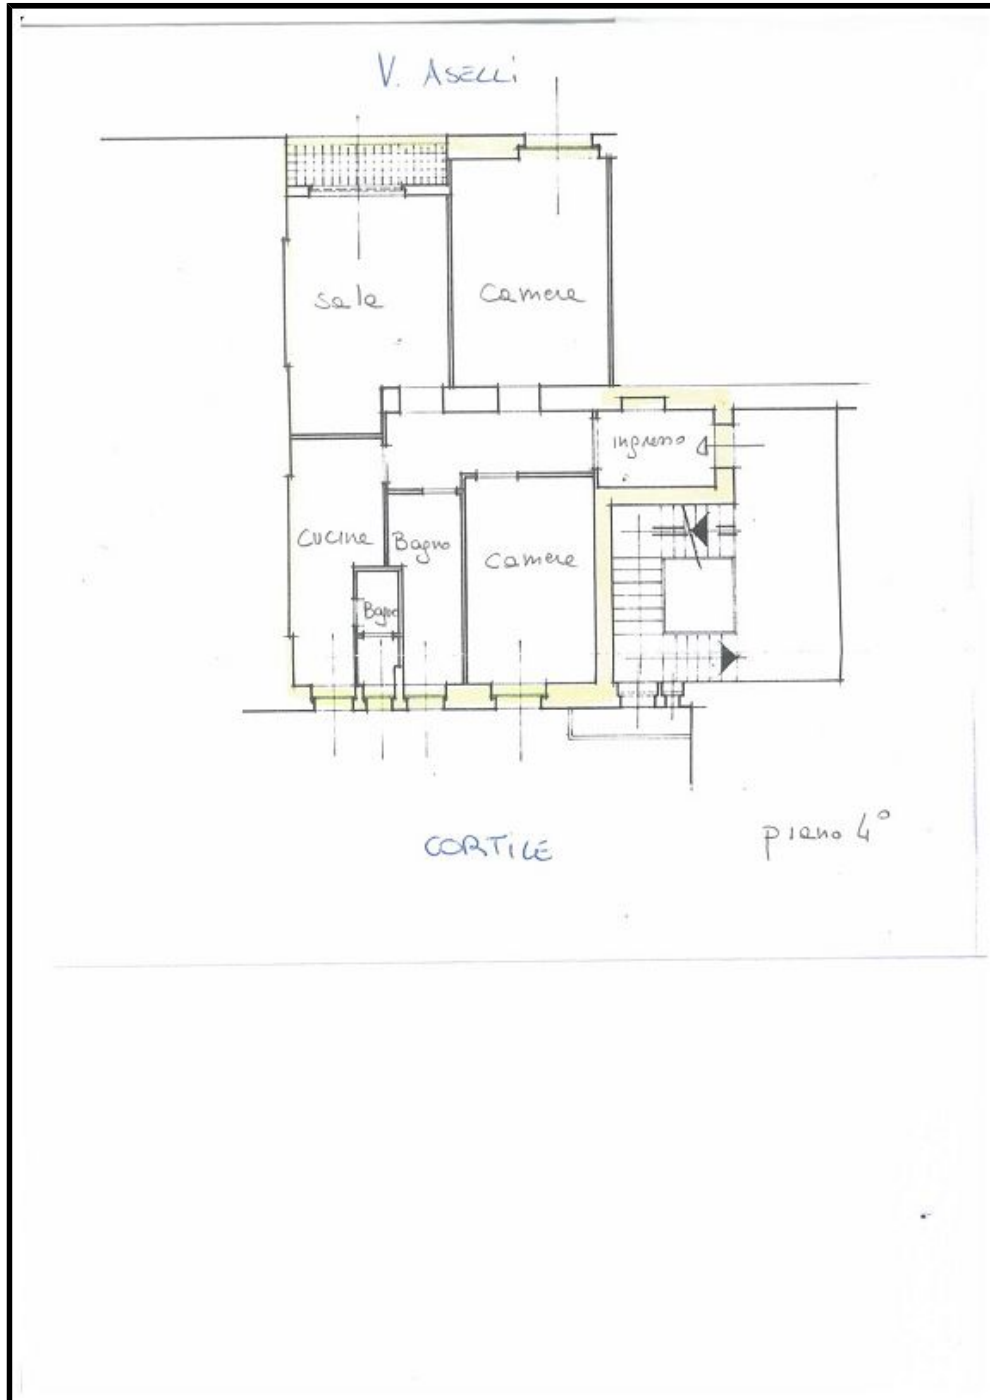 V. ASELLI
sala
camera
ingresso
cucina
Bagno
camera
Bagno
CORTILE
piano 4°